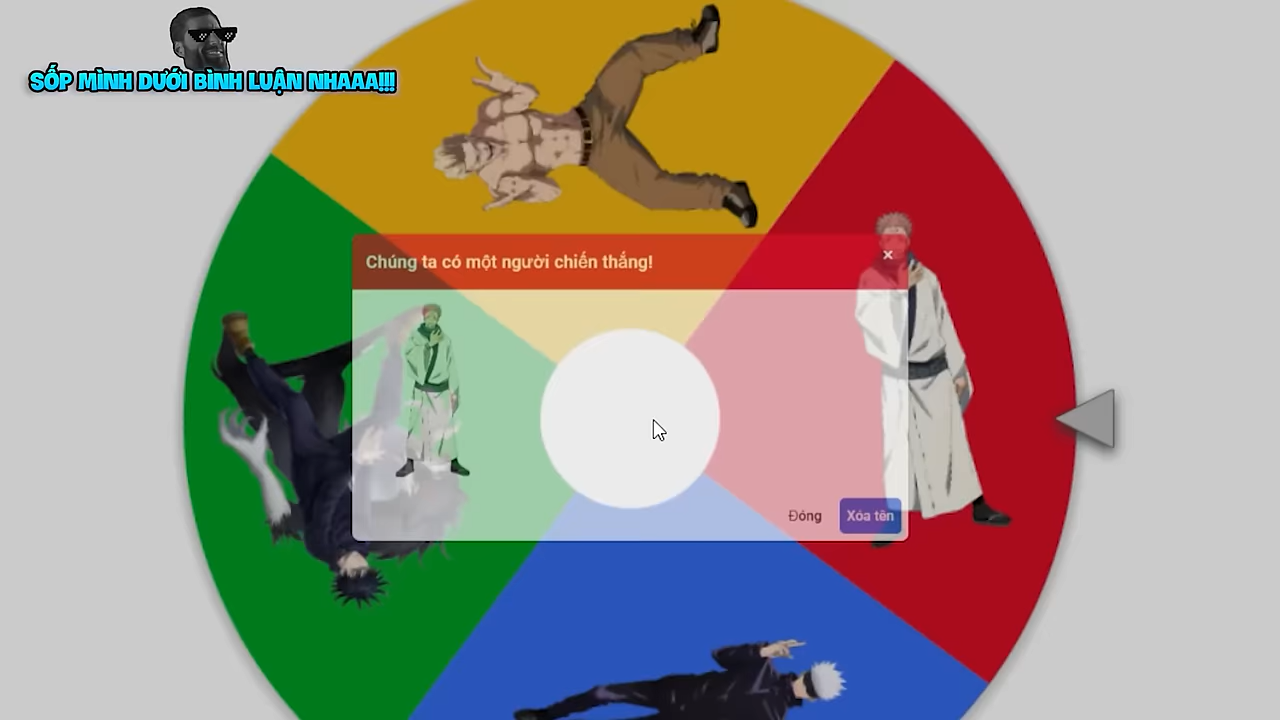 SỐP MÌNH DƯỚI BÌNH LUẬN NHAAA!!!
Chúng ta có một người chiến thắng!
×
Đóng
Xóa tên